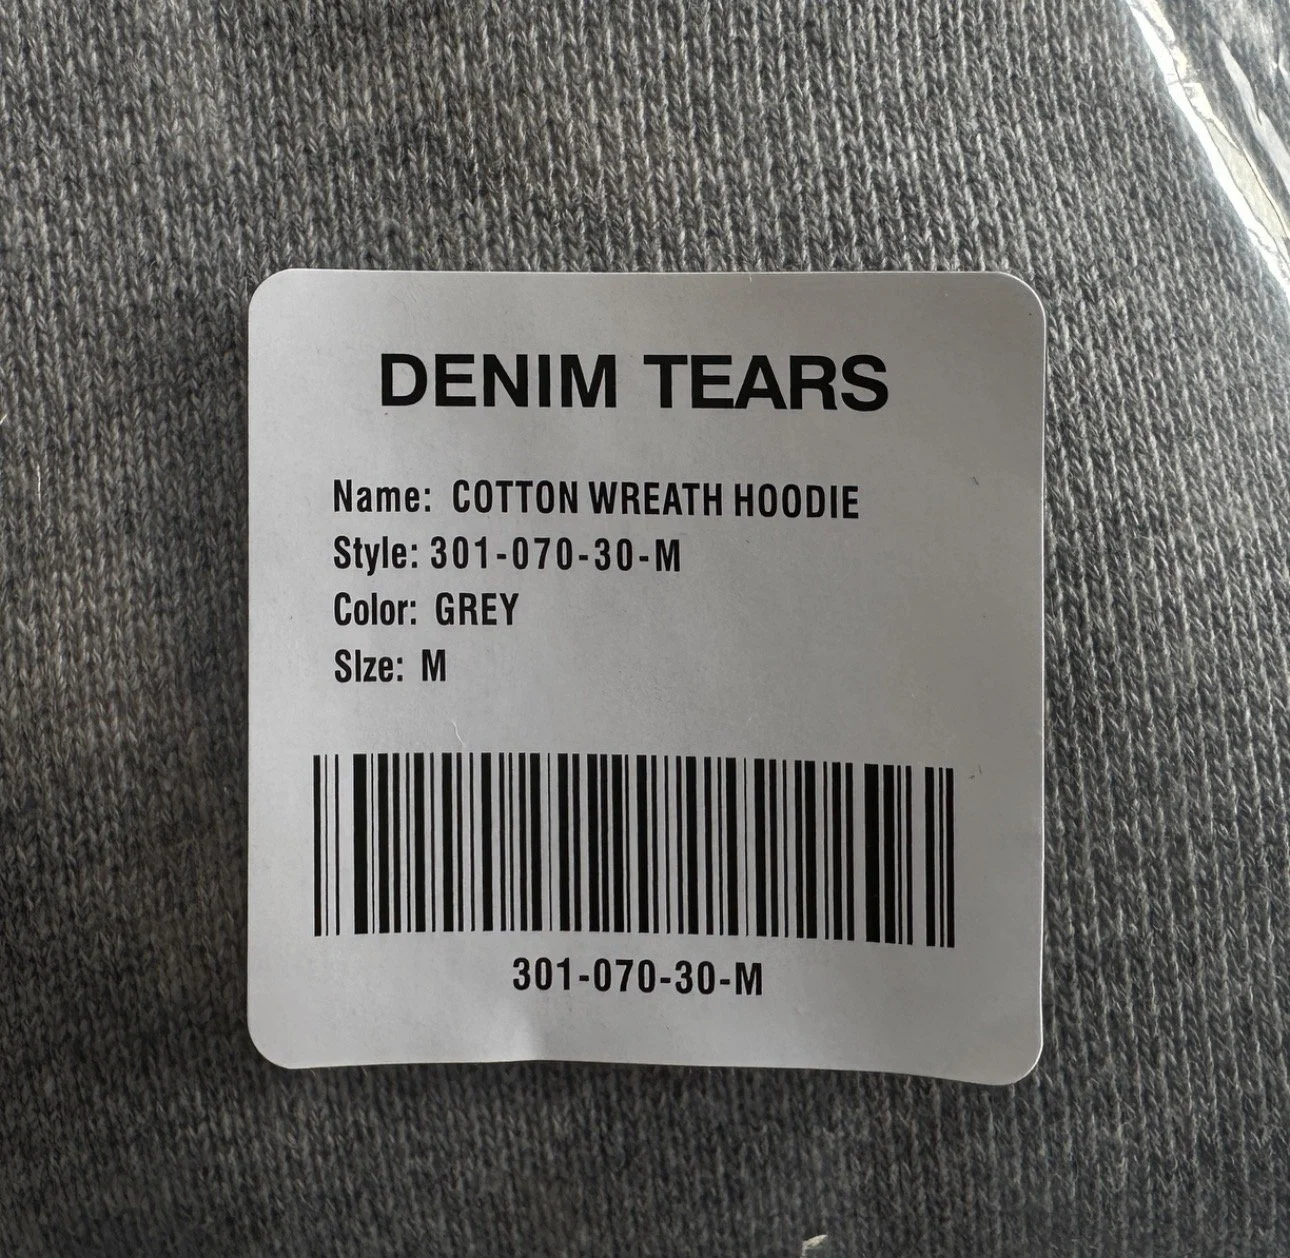 DENIM TEARS
Name: COTTON WREATH HOODIE
Style: 301-070-30-M
Color: GREY
SIze: M
301-070-30-M